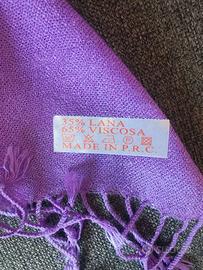 35% LANA
65% VISCOSA
MADE IN P.R.C.